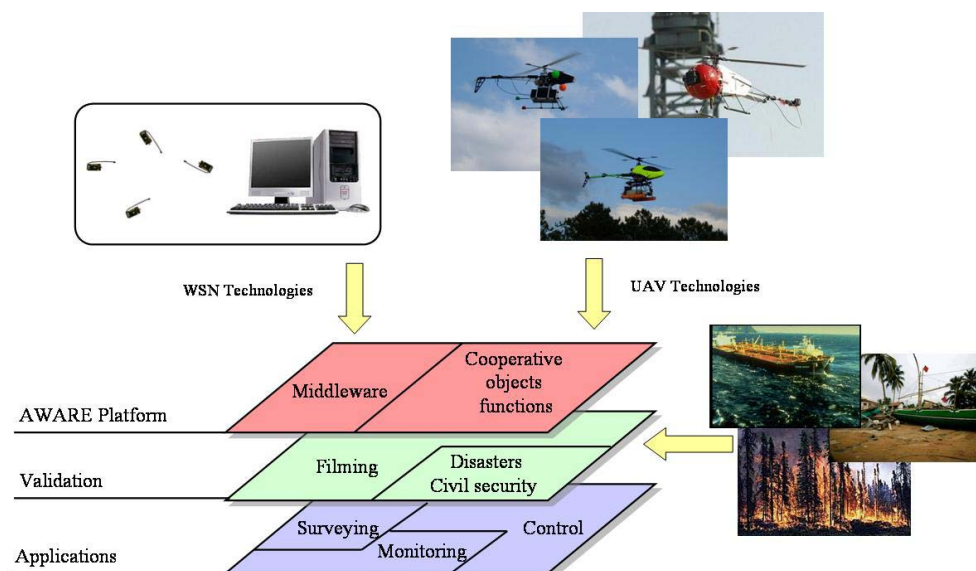 WSN Technologies
UAV Technologies
Middleware
Cooperative
objects
functions
AWARE Platform
Filming
Disasters
Civil security
Validation
Surveying
Control
Monitoring
Applications